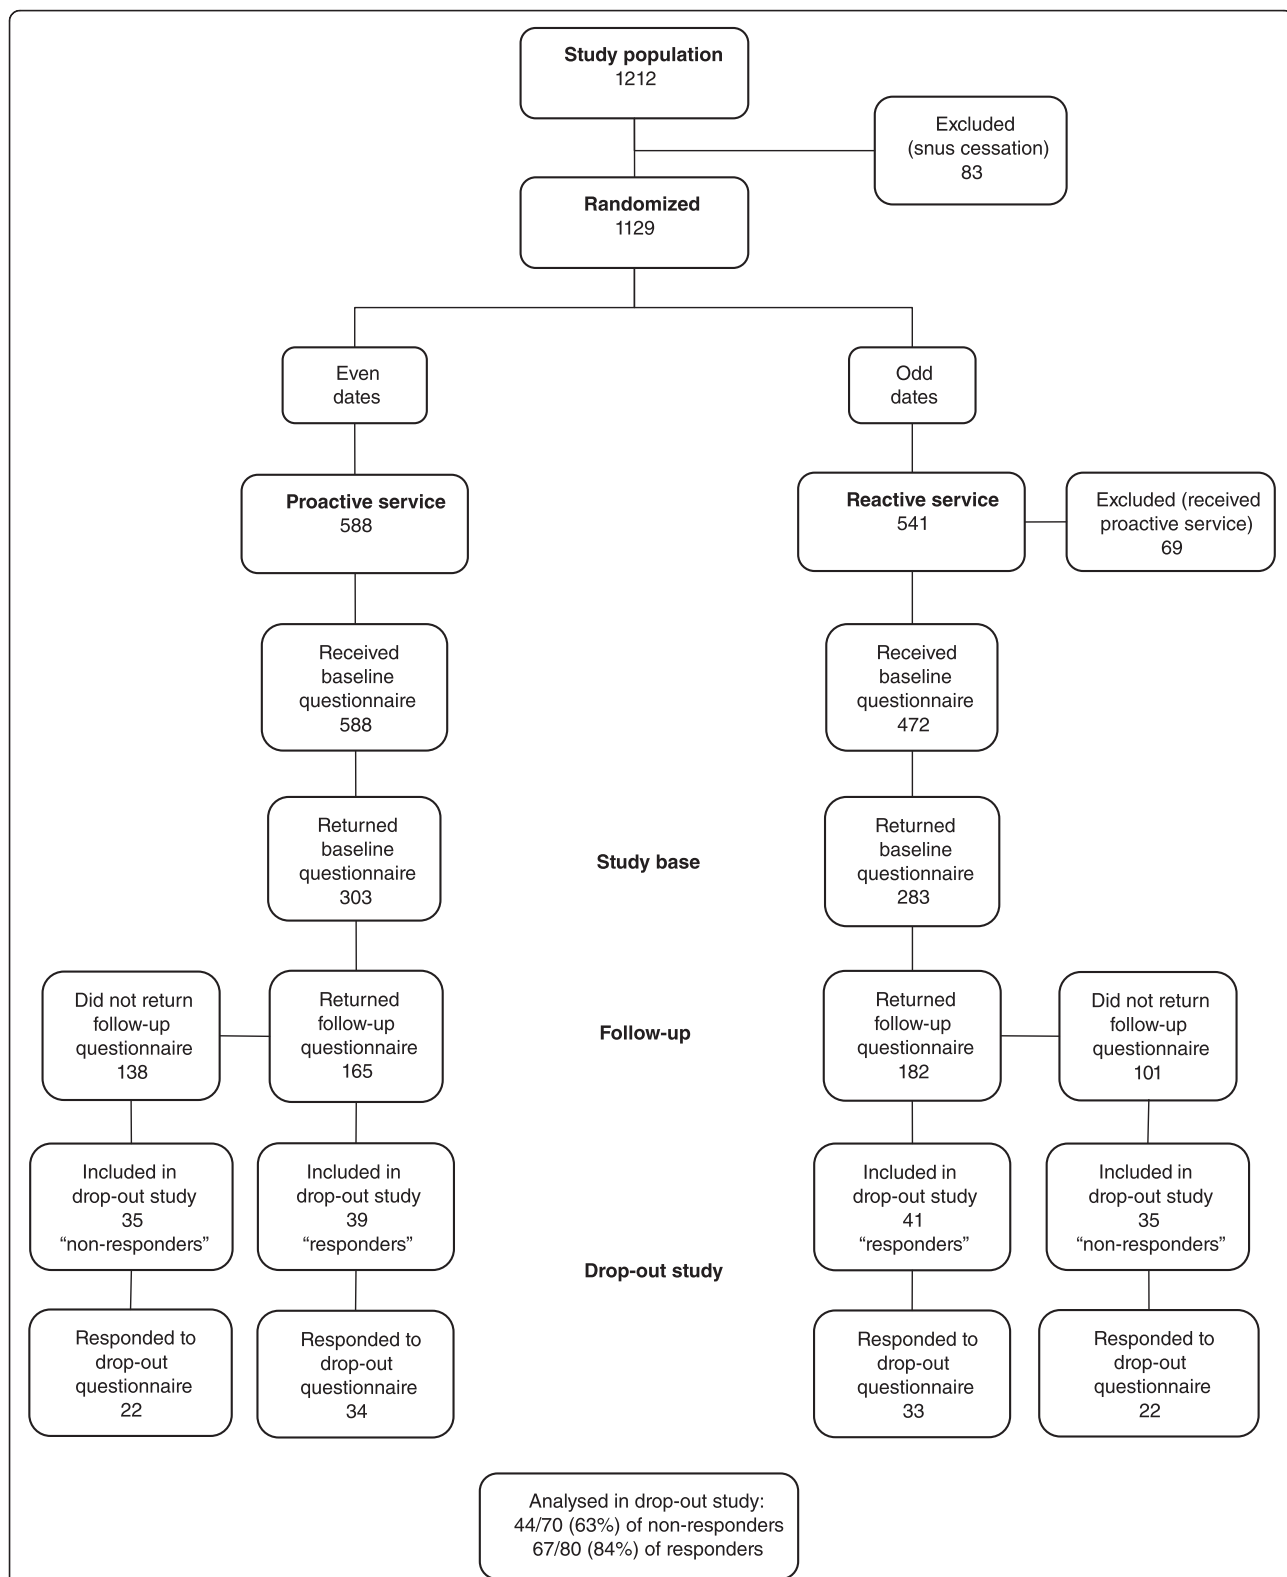 Study population
1212
Excluded
(snus cessation)
83
Randomized
1129
Even
dates
Odd
dates
Proactive service
588
Reactive service
541
Excluded (received
proactive service)
69
Received
baseline
questionnaire
588
Received
baseline
questionnaire
472
Returned
baseline
questionnaire
303
Study base
Returned
baseline
questionnaire
283
Did not return
follow-up
questionnaire
138
Returned
follow-up
questionnaire
165
Follow-up
Returned
follow-up
questionnaire
182
Did not return
follow-up
questionnaire
101
Included in
drop-out study
35
“non-responders”
Included in
drop-out study
39
“responders”
Included in
drop-out study
41
“responders”
Included in
drop-out study
35
“non-responders”
Drop-out study
Responded to
drop-out
questionnaire
22
Responded to
drop-out
questionnaire
34
Responded to
drop-out
questionnaire
33
Responded to
drop-out
questionnaire
22
Analysed in drop-out study:
44/70 (63%) of non-responders
67/80 (84%) of responders